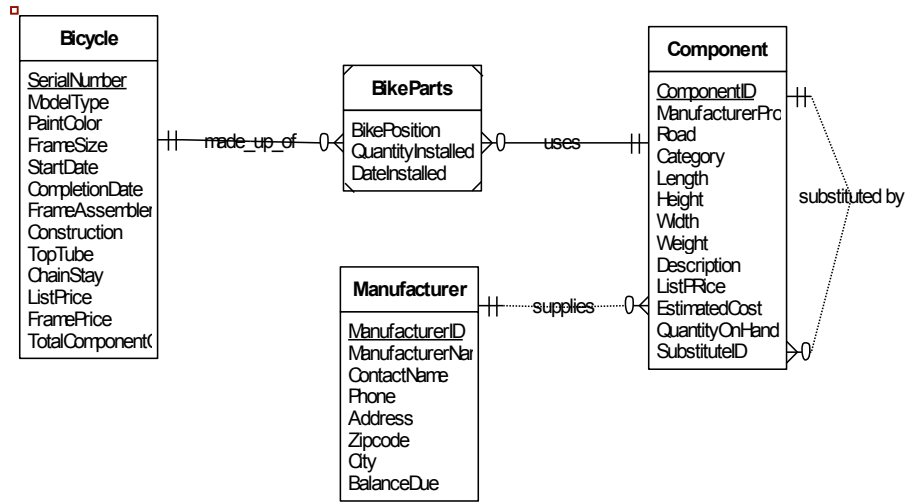 Bicycle
SerialNumber
ModelType
PaintColor
FrameSize
StartDate
CompletionDate
FrameAssembler
Construction
TopTube
ChainStay
ListPrice
FramePrice
TotalComponentC
made_up_of
BikeParts
BikePosition
QuantityInstalled
DateInstalled
uses
Component
ComponentID
ManufacturerPrc
Road
Category
Length
Height
Width
Weight
Description
ListPRice
EstimatedCost
QuantityOnHand
SubstituteID
substituted by
Manufacturer
ManufacturerID
ManufacturerNar
ContactName
Phone
Address
Zipcode
City
BalanceDue
supplies